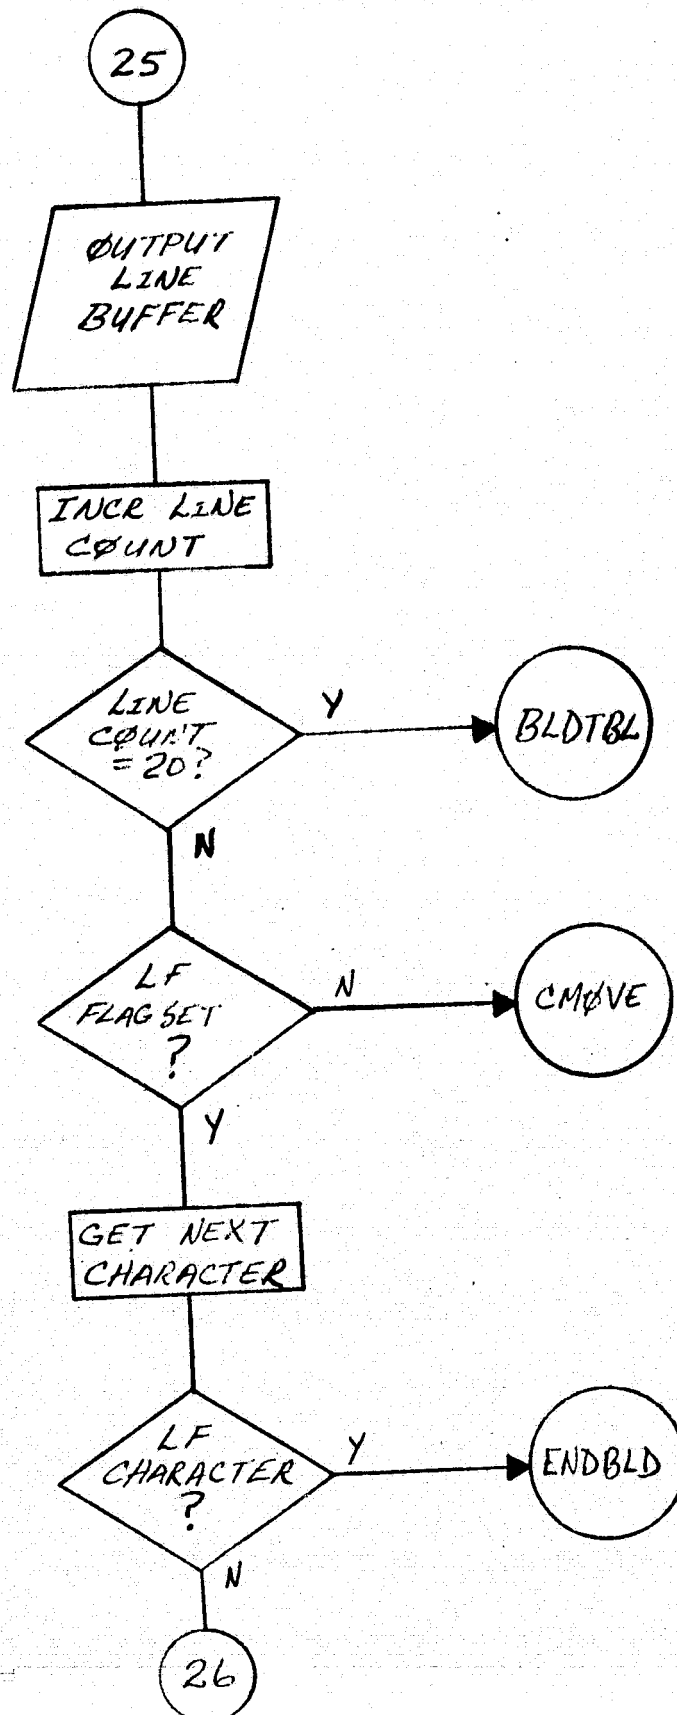 25
ØUTPUT
LINE
BUFFER
INCR LINE
CØUNT
LINE
CØUNT
= 20?
Y
BLDTBL
N
LF
FLAG SET
?
N
CMØVE
Y
GET NEXT
CHARACTER
LF
CHARACTER
?
Y
ENDBLD
N
26